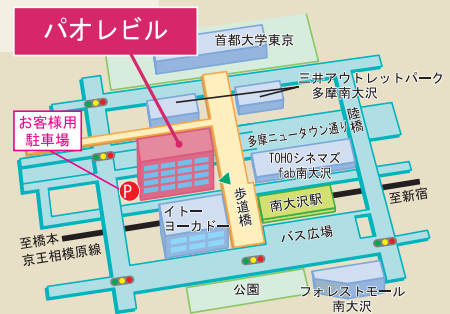 パオレビル
首都大学東京
三井アウトレットパーク
多摩南大沢
お客様用
駐車場
多摩ニュータウン通り
陸橋
TOHOシネマズ
fab南大沢
P
歩道橋
南大沢駅
至新宿
イトー
ヨーカドー
バス広場
至橋本
京王相模原線
公園
フォレストモール
南大沢